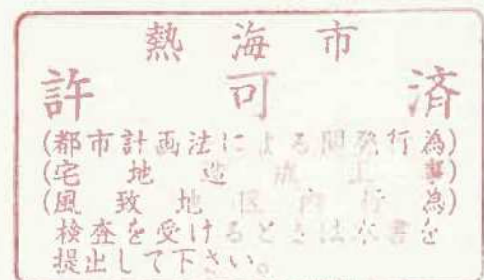 熱海市
許可済
(都市計画法による開発行為)
(宅地造成工事)
(風致地区内行為)
検査を受けるときは本書を
提出して下さい。